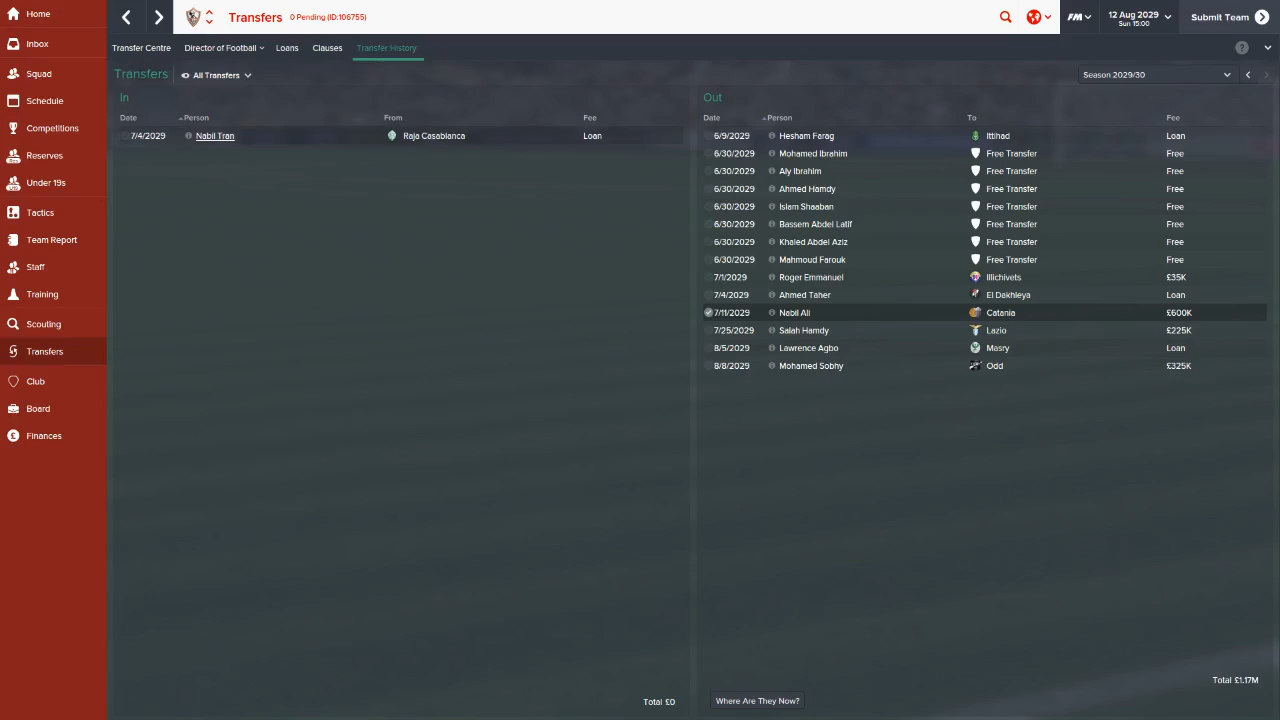 Home
Inbox
Squad
Schedule
Competitions
Reserves
Under 19s
Tactics
Team Report
Staff
Training
Scouting
Transfers
Club
Board
Finances
Transfers 0 Pending (ID:106755)
FM 12 Aug 2029 Sun 15:00 Submit Team
Transfer Centre Director of Football Loans Clauses Transfer History ?
Transfers All Transfers Season 2029/30
In
Date Person From Fee
7/4/2029 Nabil Tran Raja Casablanca Loan
Total £0
Out
Date Person To Fee
6/9/2029 Hesham Farag Ittihad Loan
6/30/2029 Mohamed Ibrahim Free Transfer Free
6/30/2029 Aly Ibrahim Free Transfer Free
6/30/2029 Ahmed Hamdy Free Transfer Free
6/30/2029 Islam Shaaban Free Transfer Free
6/30/2029 Bassem Abdel Latif Free Transfer Free
6/30/2029 Khaled Abdel Aziz Free Transfer Free
6/30/2029 Mahmoud Farouk Free Transfer Free
7/1/2029 Roger Emmanuel Illichivets £35K
7/4/2029 Ahmed Taher El Dakhleya Loan
7/11/2029 Nabil Ali Catania £600K
7/25/2029 Salah Hamdy Lazio £225K
8/5/2029 Lawrence Agbo Masry Loan
8/8/2029 Mohamed Sobhy Odd £325K
Total £1.17M
Where Are They Now?